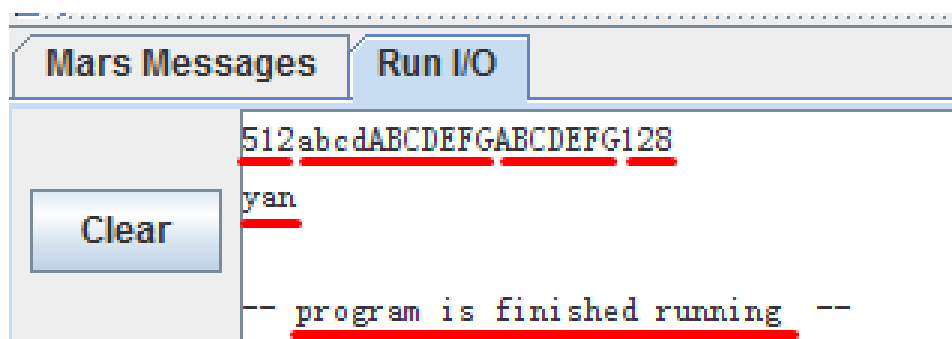 Mars Messages Run I/O
512abcdABCDEFGABCDEFG128
yan
Clear
-- program is finished running --